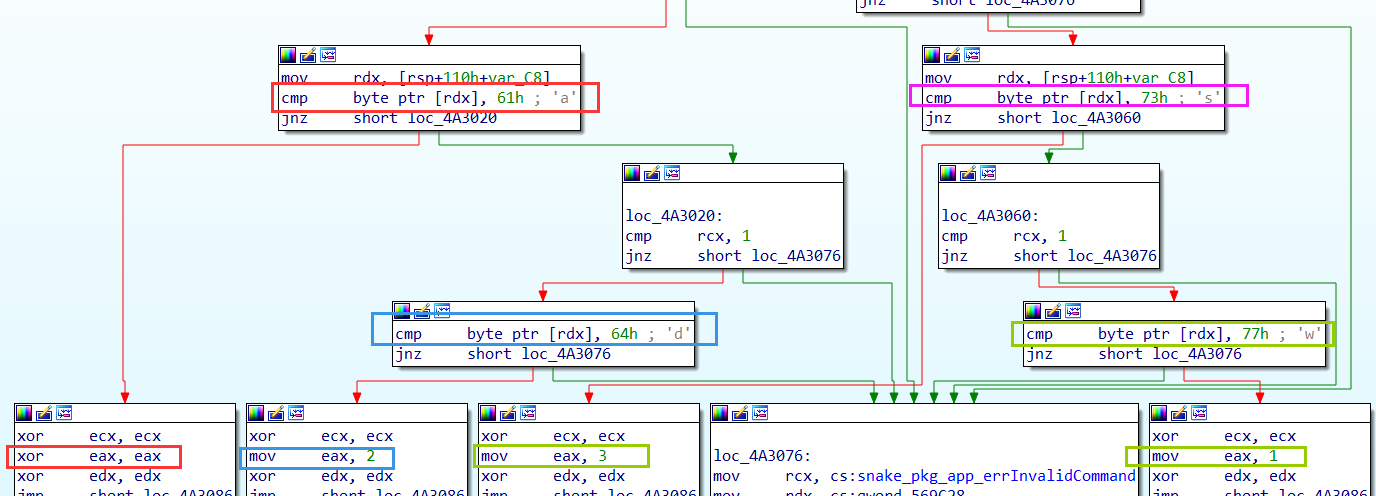 jnz     short loc_4A3076
mov     rdx, [rsp+110h+var_C8]
cmp     byte ptr [rdx], 61h ; 'a'
jnz     short loc_4A3020
mov     rdx, [rsp+110h+var_C8]
cmp     byte ptr [rdx], 73h ; 's'
jnz     short loc_4A3060
loc_4A3020:
cmp     rcx, 1
jnz     short loc_4A3076
loc_4A3060:
cmp     rcx, 1
jnz     short loc_4A3076
cmp     byte ptr [rdx], 64h ; 'd'
jnz     short loc_4A3076
cmp     byte ptr [rdx], 77h ; 'w'
jnz     short loc_4A3076
xor     ecx, ecx
xor     eax, eax
xor     edx, edx
jmp     short loc_4A3086
xor     ecx, ecx
mov     eax, 2
xor     edx, edx
jmp     short loc_4A3086
xor     ecx, ecx
mov     eax, 3
xor     edx, edx
jmp     short loc_4A3086
loc_4A3076:
mov     rcx, cs:snake_pkg_app_errInvalidCommand
mov     rdx, cs:qword_569C28
xor     ecx, ecx
mov     eax, 1
xor     edx, edx
jmp     short loc_4A3086